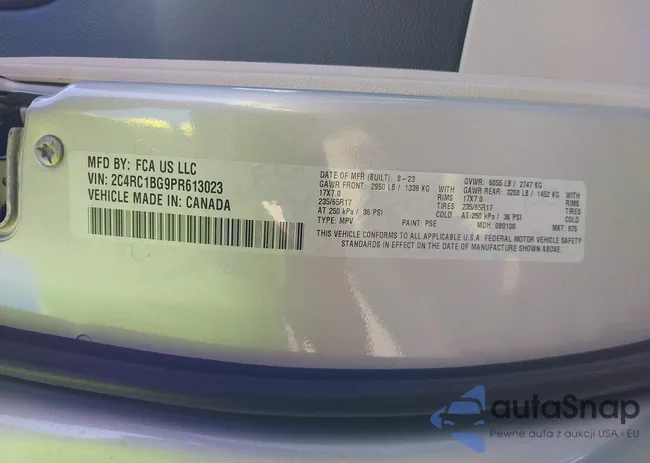 MFD BY: FCA US LLC
VIN: 2C4RC1BG9PR613023
VEHICLE MADE IN: CANADA
DATE OF MFR (BUILT): 8-23
GAWR FRONT: 2950 LB / 1339 KG
17X7.0 RIMS
235/65R17 TIRES
AT 250 kPa / 36 PSI COLD
TYPE: MPV PAINT: PSE
GVWR: 6055 LB / 2747 KG
GAWR REAR: 3200 LB / 1452 KG
17X7.0 RIMS
235/65R17 TIRES
AT 250 kPa / 36 PSI COLD
MDH: 080108 MKT: 875
THIS VEHICLE CONFORMS TO ALL APPLICABLE U.S.A. FEDERAL MOTOR VEHICLE SAFETY
STANDARDS IN EFFECT ON THE DATE OF MANUFACTURE SHOWN ABOVE.
autaSnap
Pewne auta z aukcji USA i EU